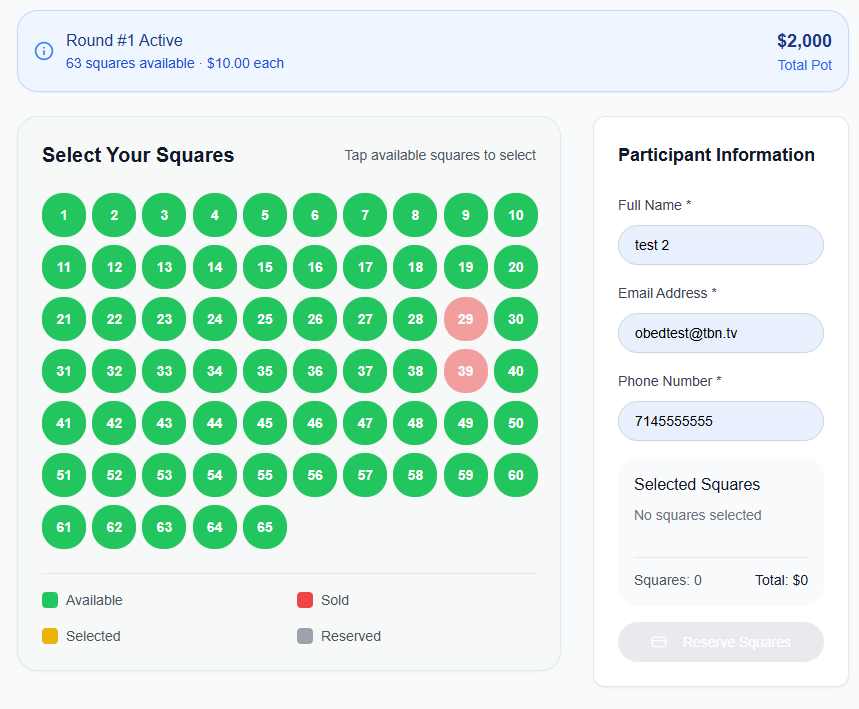 Round #1 Active
63 squares available · $10.00 each
$2,000
Total Pot
Select Your Squares
Tap available squares to select
1 2 3 4 5 6 7 8 9 10
11 12 13 14 15 16 17 18 19 20
21 22 23 24 25 26 27 28 29 30
31 32 33 34 35 36 37 38 39 40
41 42 43 44 45 46 47 48 49 50
51 52 53 54 55 56 57 58 59 60
61 62 63 64 65
Available
Sold
Selected
Reserved
Participant Information
Full Name *
test 2
Email Address *
obedtest@tbn.tv
Phone Number *
7145555555
Selected Squares
No squares selected
Squares: 0
Total: $0
Reserve Squares